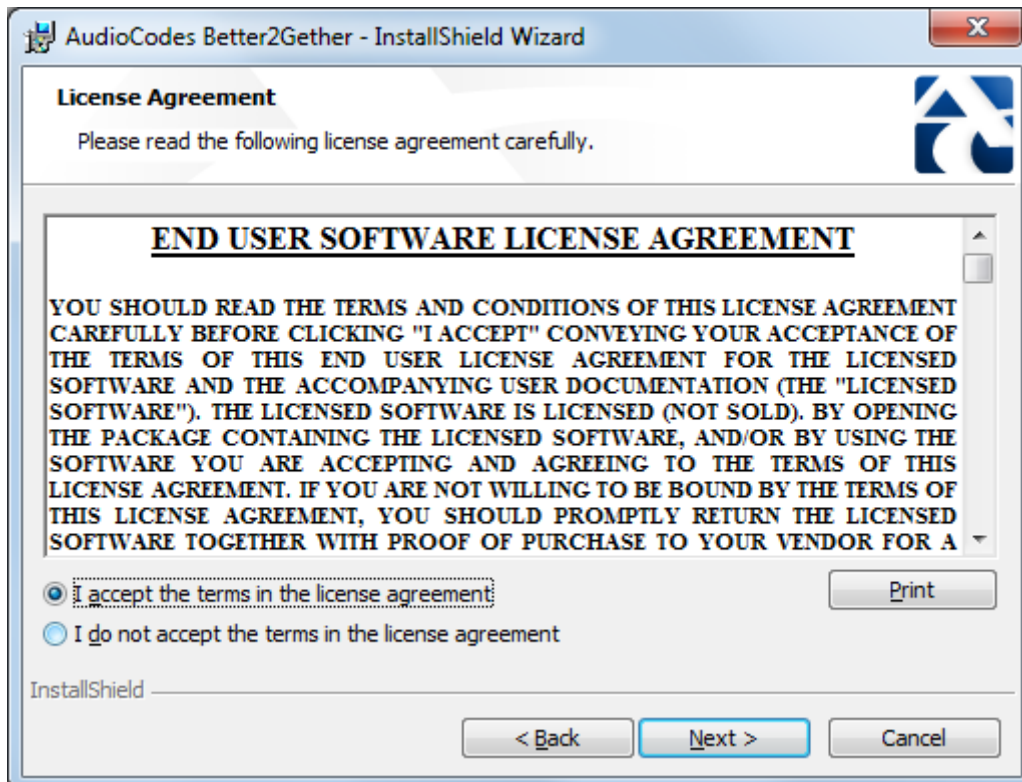 AudioCodes Better2Gether - InstallShield Wizard
License Agreement
Please read the following license agreement carefully.
END USER SOFTWARE LICENSE AGREEMENT
YOU SHOULD READ THE TERMS AND CONDITIONS OF THIS LICENSE AGREEMENT
CAREFULLY BEFORE CLICKING "I ACCEPT" CONVEYING YOUR ACCEPTANCE OF
THE TERMS OF THIS END USER LICENSE AGREEMENT FOR THE LICENSED
SOFTWARE AND THE ACCOMPANYING USER DOCUMENTATION (THE "LICENSED
SOFTWARE"). THE LICENSED SOFTWARE IS LICENSED (NOT SOLD). BY OPENING
THE PACKAGE CONTAINING THE LICENSED SOFTWARE, AND/OR BY USING THE
SOFTWARE YOU ARE ACCEPTING AND AGREEING TO THE TERMS OF THIS
LICENSE AGREEMENT. IF YOU ARE NOT WILLING TO BE BOUND BY THE TERMS OF
THIS LICENSE AGREEMENT, YOU SHOULD PROMPTLY RETURN THE LICENSED
SOFTWARE TOGETHER WITH PROOF OF PURCHASE TO YOUR VENDOR FOR A
I accept the terms in the license agreement
Print
I do not accept the terms in the license agreement
InstallShield
< Back
Next >
Cancel